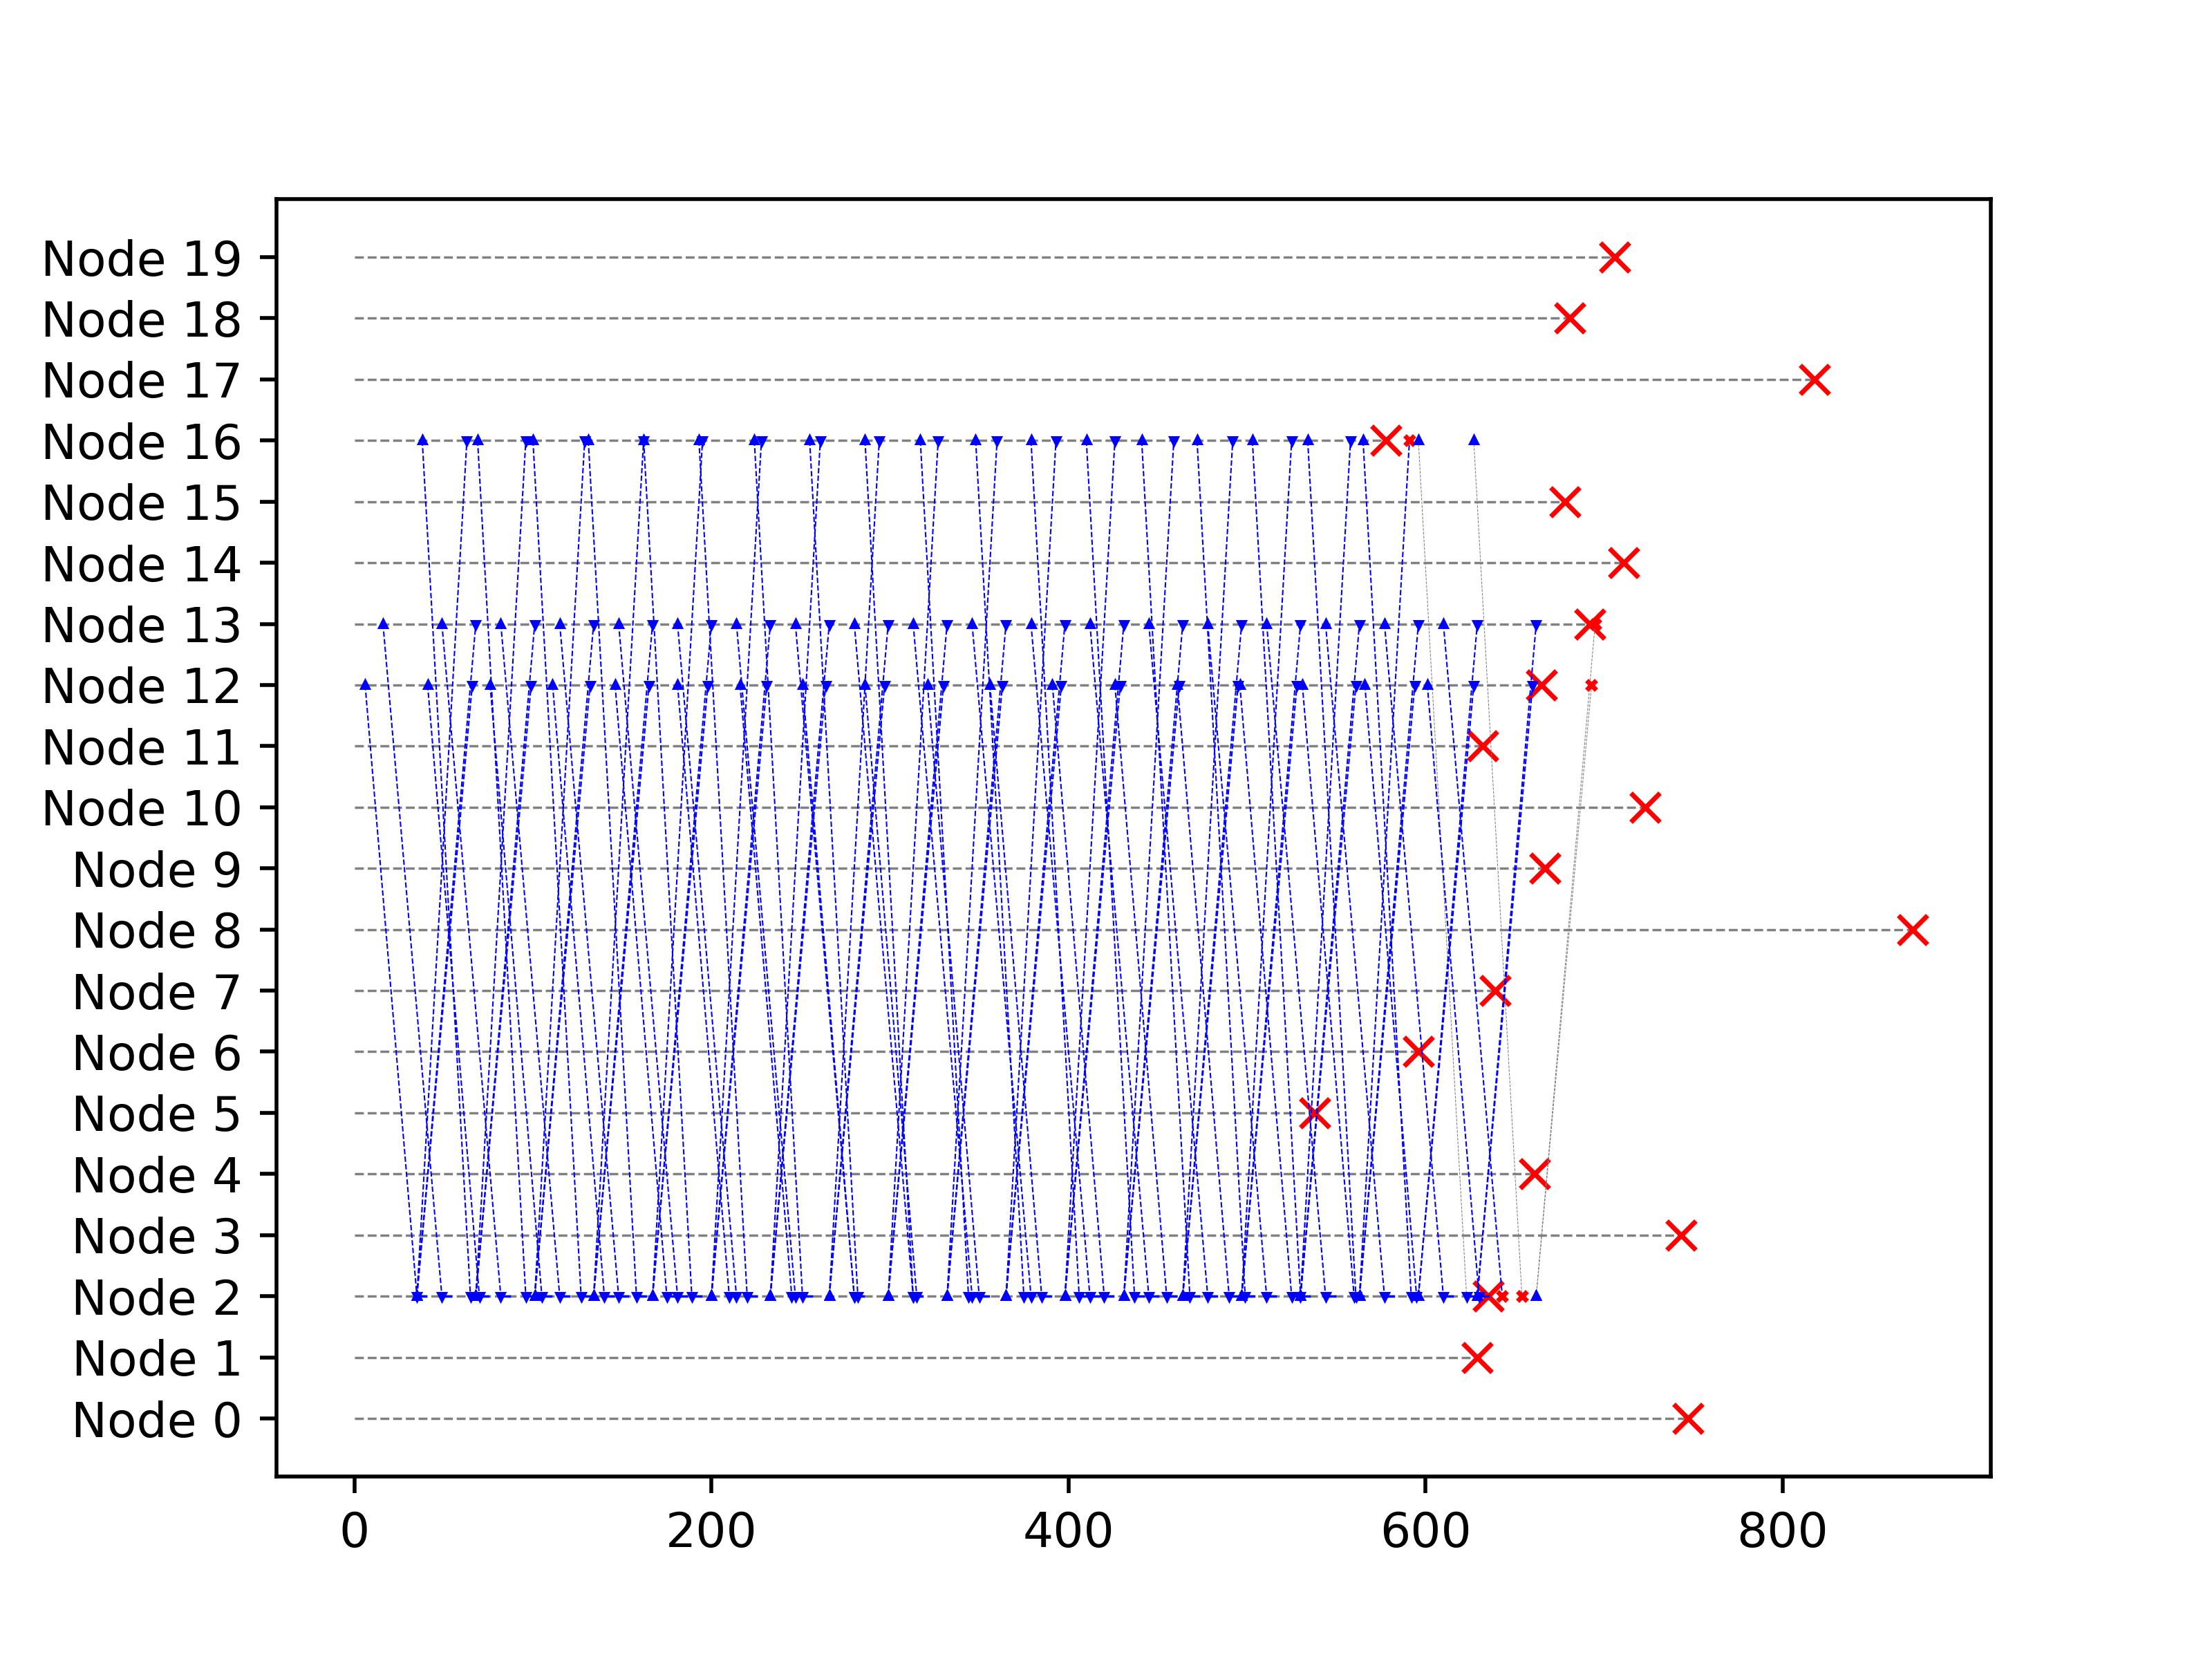 Node 19
Node 18
Node 17
Node 16
Node 15
Node 14
Node 13
Node 12
Node 11
Node 10
Node 9
Node 8
Node 7
Node 6
Node 5
Node 4
Node 3
Node 2
Node 1
Node 0
0 200 400 600 800